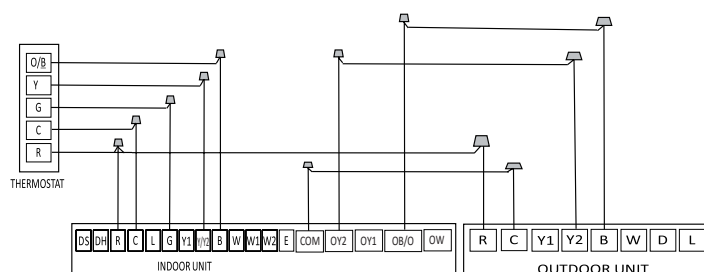 O/B
Y
G
C
R
THERMOSTAT
DS DH R C L G Y1 Y/Y2 B W W1 W2 E COM OY2 OY1 OB/O OW
INDOOR UNIT
R C Y1 Y2 B W D L
OUTDOOR UNIT